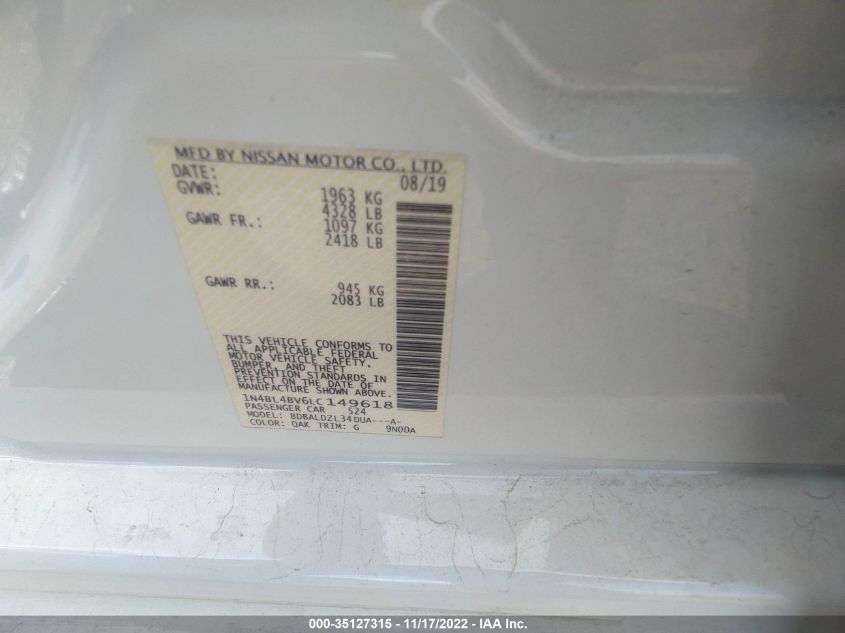 MFD BY NISSAN MOTOR CO., LTD.
DATE: 08/19
GVWR: 1963 KG
4328 LB
GAWR FR.: 1097 KG
2418 LB
GAWR RR.: 945 KG
2083 LB
THIS VEHICLE CONFORMS TO
ALL APPLICABLE FEDERAL
MOTOR VEHICLE SAFETY,
BUMPER, AND THEFT
PREVENTION STANDARDS IN
EFFECT ON THE DATE OF
MANUFACTURE SHOWN ABOVE.
1N4BL4BV6LC149618
PASSENGER CAR 524
MODEL: BDBALDZL34DUA---A-
COLOR: QAK TRIM: G 9N00A
000-35127315 - 11/17/2022 - IAA Inc.